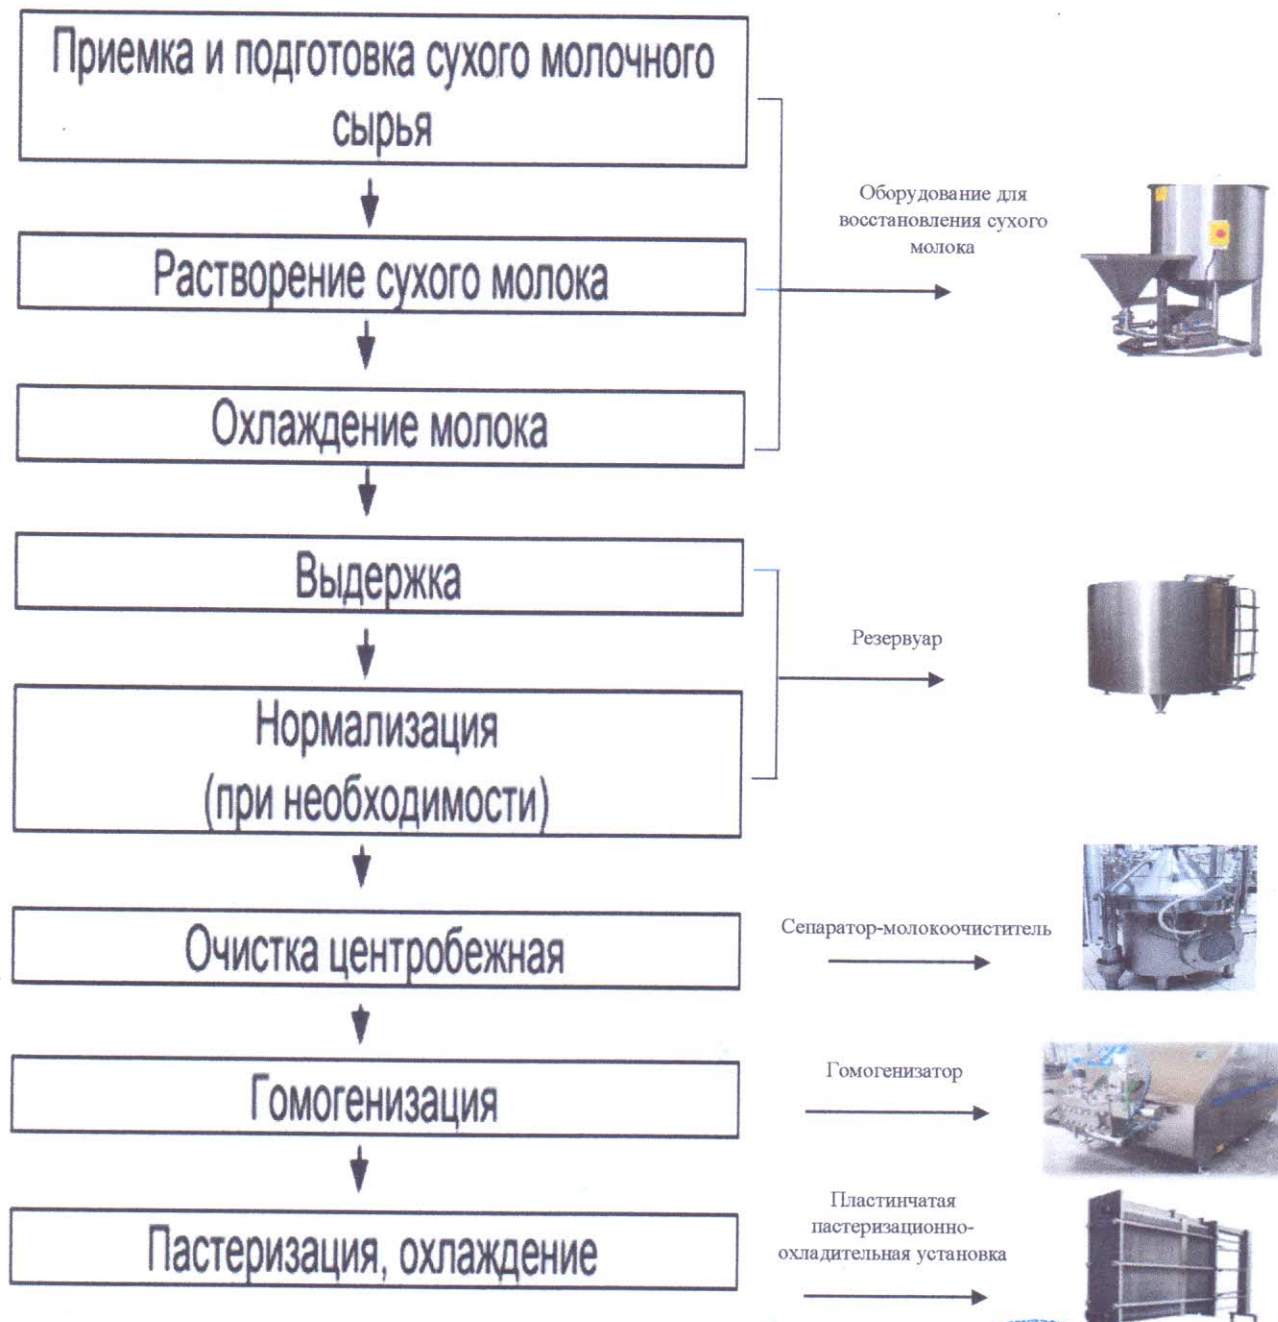 Приемка и подготовка сухого молочного
сырья
Оборудование для
восстановления сухого
молока
Растворение сухого молока
Охлаждение молока
Выдержка
Резервуар
Нормализация
(при необходимости)
Очистка центробежная
Сепаратор-молокоочиститель
Гомогенизация
Гомогенизатор
Пастеризация, охлаждение
Пластинчатая
пастеризационно-
охладительная установка